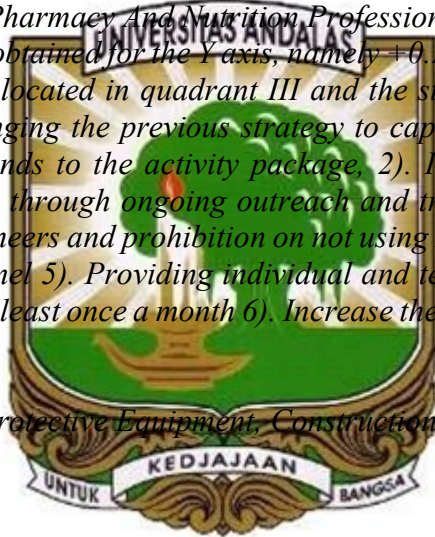 Pharmacy And Nutrition Profession
UNIVERSITAS ANDALAS
obtained for the Y axis, namely +0.
located in quadrant III and the st
nging the previous strategy to cap
nds to the activity package, 2). I
through ongoing outreach and tr
neers and prohibition on not using
nel 5). Providing individual and te
least once a month 6). Increase the
rotective Equipment, Construction
KEDJAJAAN
UNTUK BANGSA